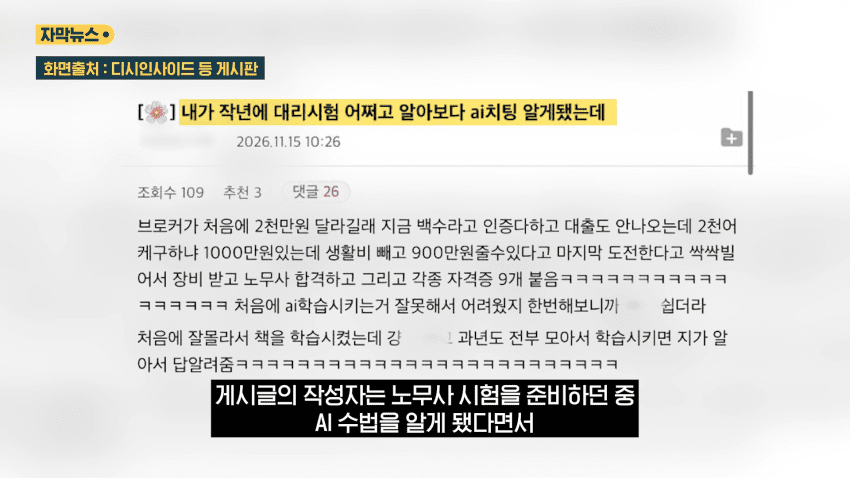 자막뉴스
화면출처 : 디시인사이드 등 게시판
[🌸] 내가 작년에 대리시험 어쩌고 알아보다 ai치팅 알게됐는데
2026.11.15 10:26
조회수 109 추천 3 댓글 26
브로커가 처음에 2천만원 달라길래 지금 백수라고 인증다하고 대출도 안나오는데 2천어
케구하냐 1000만원있는데 생활비 빼고 900만원줄수있다고 마지막 도전한다고 싹싹빌
어서 장비 받고 노무사 합격하고 그리고 각종 자격증 9개 붙음ㅋㅋㅋㅋㅋㅋㅋㅋㅋㅋㅋ
ㅋㅋㅋㅋㅋㅋ 처음에 ai학습시키는거 잘못해서 어려웠지 한번해보니까 쉽더라
처음에 잘몰라서 책을 학습시켰는데 걍 과년도 전부 모아서 학습시키면 지가 알
아서 답알려줌ㅋㅋㅋㅋㅋㅋㅋㅋㅋㅋㅋㅋㅋㅋㅋㅋㅋㅋㅋㅋㅋㅋㅋㅋㅋ
게시글의 작성자는 노무사 시험을 준비하던 중
AI 수법을 알게 됐다면서